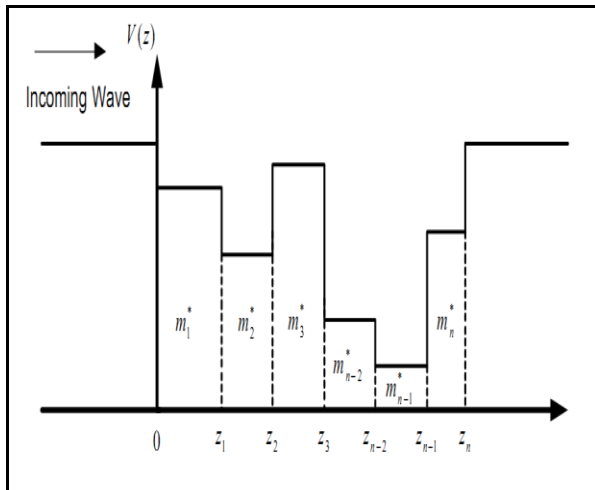 V(z)
Incoming Wave
m₁* m₂* m₃* mₙ₋₂* mₙ₋₁* mₙ*
0 z₁ z₂ z₃ zₙ₋₂ zₙ₋₁ zₙ